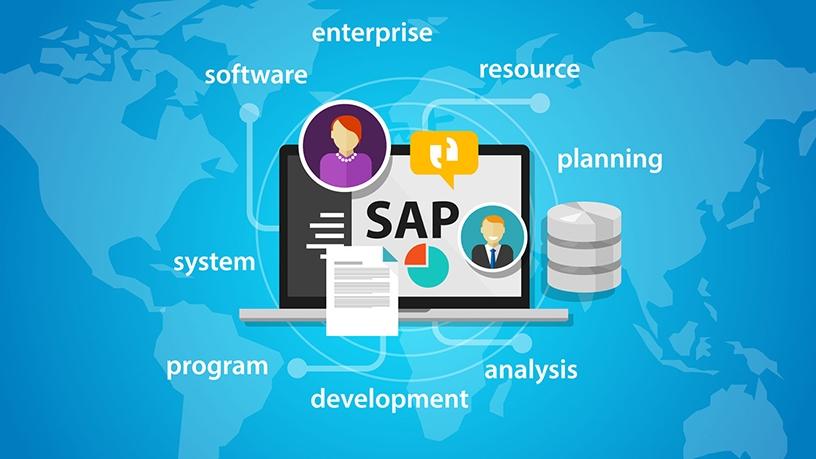 enterprise
software
resource
planning
SAP
system
program
analysis
development